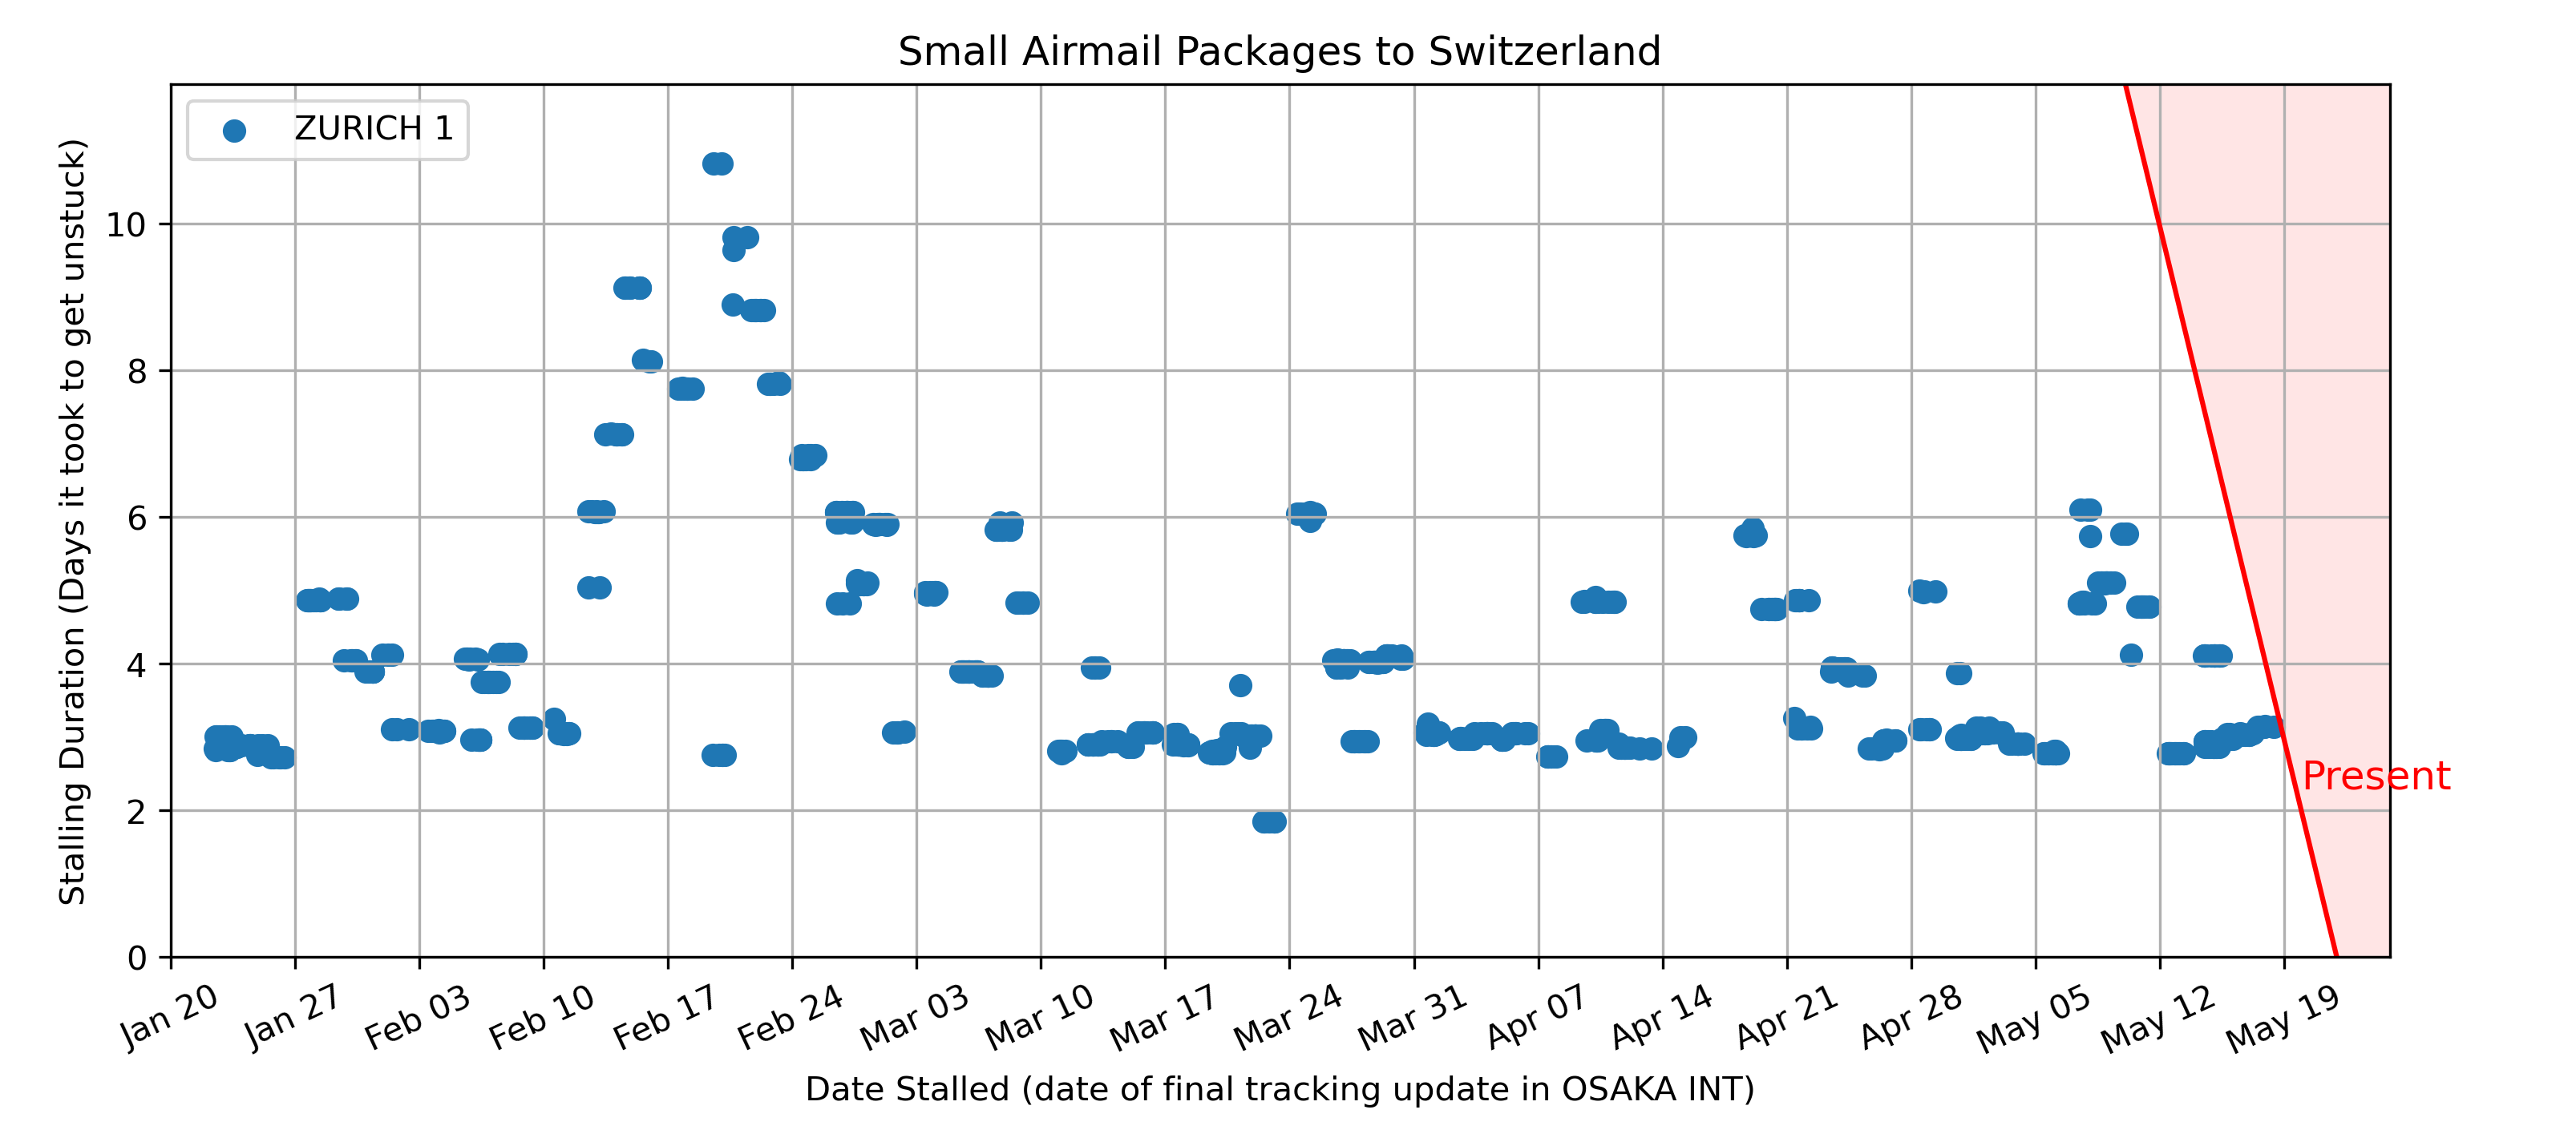 Small Airmail Packages to Switzerland
ZURICH 1
Stalling Duration (Days it took to get unstuck)
10
8
6
4
2
0
Present
Jan 20
Jan 27
Feb 03
Feb 10
Feb 17
Feb 24
Mar 03
Mar 10
Mar 17
Mar 24
Mar 31
Apr 07
Apr 14
Apr 21
Apr 28
May 05
May 12
May 19
Date Stalled (date of final tracking update in OSAKA INT)